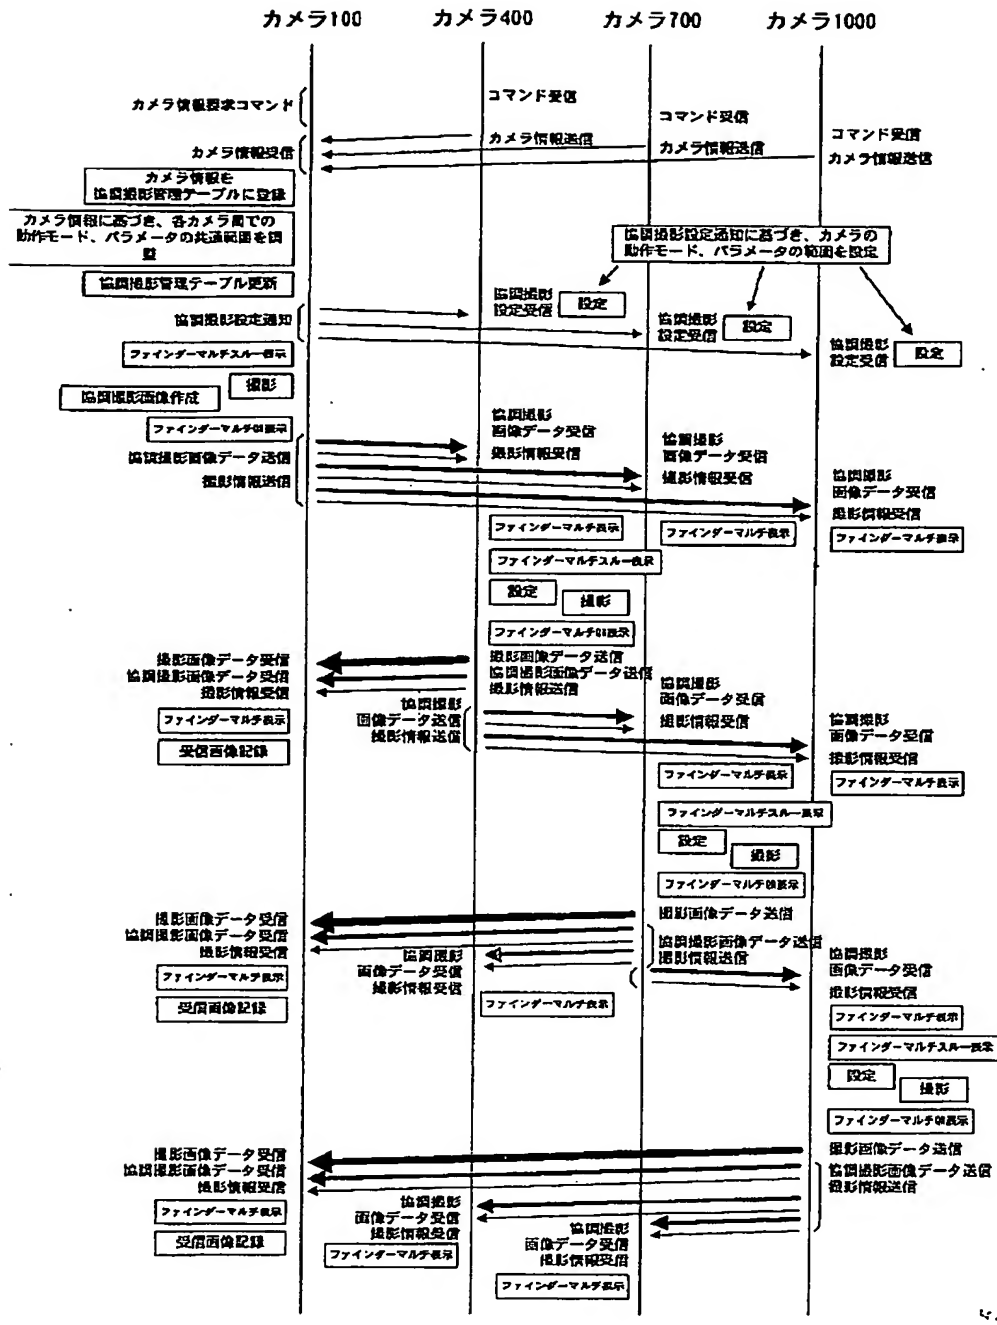 カメラ100
カメラ400
カメラ700
カメラ1000
カメラ情報要求コマンド
コマンド受信
コマンド受信
コマンド受信
カメラ情報受信
カメラ情報送信
カメラ情報送信
カメラ情報送信
カメラ情報を
協調撮影管理テーブルに登録
カメラ情報に基づき、各カメラ間での
動作モード、パラメータの共通範囲を調
整
協調撮影設定通知に基づき、カメラの
動作モード、パラメータの範囲を設定
協調撮影管理テーブル更新
協調撮影設定通知
協調撮影
設定受信
設定
協調撮影
設定受信
設定
協調撮影
設定受信
設定
ファインダーマルチスルー表示
撮影
協調撮影画像作成
ファインダーマルチ 表示
協調撮影画像データ送信
撮影情報送信
協調撮影
画像データ受信
撮影情報受信
協調撮影
画像データ受信
撮影情報受信
協調撮影
画像データ受信
撮影情報受信
ファインダーマルチ表示
ファインダーマルチ表示
ファインダーマルチ表示
ファインダーマルチスルー表示
設定
撮影
ファインダーマルチ 表示
撮影画像データ受信
協調撮影画像データ受信
撮影情報受信
撮影画像データ送信
協調撮影画像データ送信
撮影情報送信
ファインダーマルチ表示
受信画像記録
協調撮影
画像データ送信
撮影情報送信
協調撮影
画像データ受信
撮影情報受信
協調撮影
画像データ受信
撮影情報受信
ファインダーマルチ表示
ファインダーマルチ表示
ファインダーマルチスルー表示
設定
撮影
ファインダーマルチ 表示
撮影画像データ受信
協調撮影画像データ受信
撮影情報受信
撮影画像データ送信
協調撮影画像データ送信
撮影情報送信
ファインダーマルチ表示
受信画像記録
協調撮影
画像データ受信
撮影情報受信
ファインダーマルチ表示
協調撮影
画像データ受信
撮影情報受信
ファインダーマルチ表示
ファインダーマルチスルー表示
設定
撮影
ファインダーマルチ 表示
撮影画像データ受信
協調撮影画像データ受信
撮影情報受信
撮影画像データ送信
協調撮影画像データ送信
撮影情報送信
ファインダーマルチ表示
受信画像記録
協調撮影
画像データ受信
撮影情報受信
ファインダーマルチ表示
協調撮影
画像データ受信
撮影情報受信
ファインダーマルチ表示